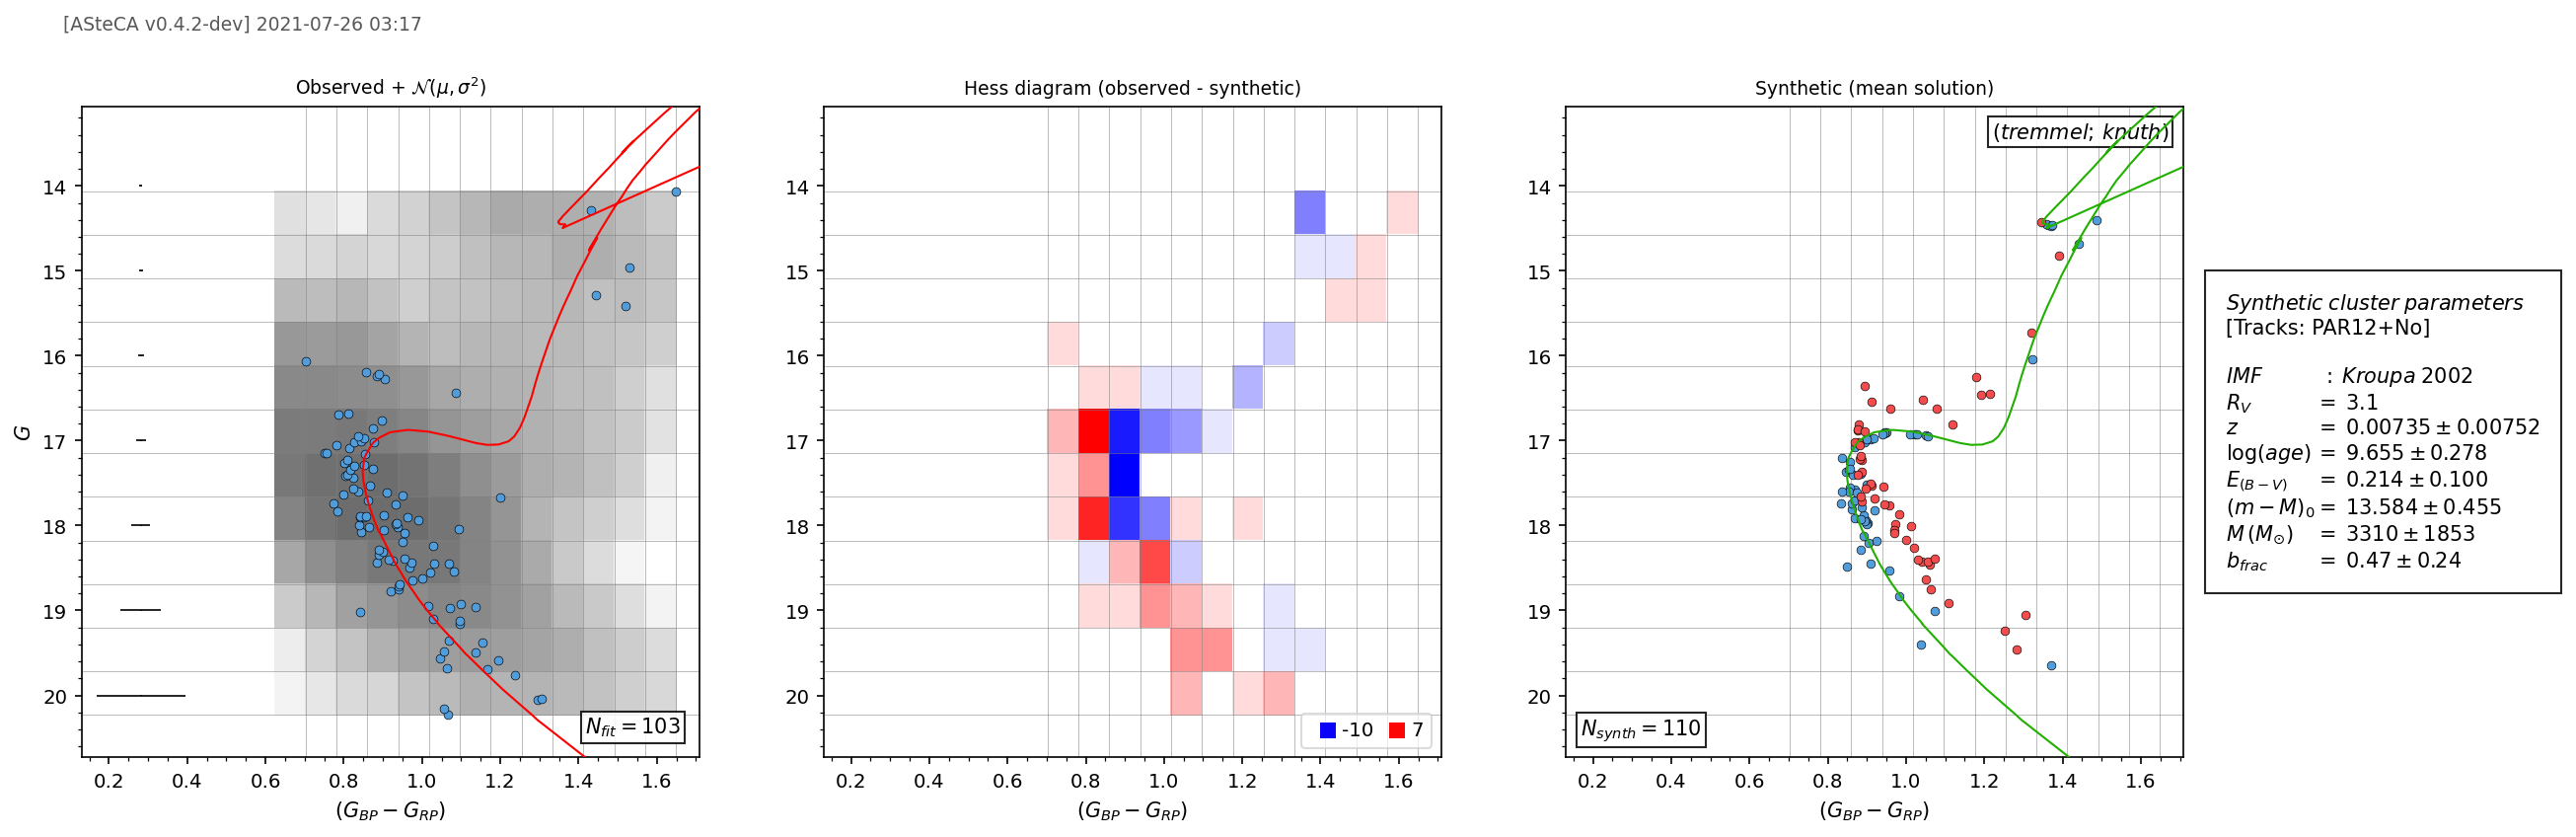 [ASteCA v0.4.2-dev] 2021-07-26 03:17
Observed + 𝒩(μ, σ²)
14
15
16
17
18
19
20
G
N_fit = 103
0.2 0.4 0.6 0.8 1.0 1.2 1.4 1.6
(G_BP − G_RP)
Hess diagram (observed - synthetic)
14
15
16
17
18
19
20
-10 7
0.2 0.4 0.6 0.8 1.0 1.2 1.4 1.6
(G_BP − G_RP)
Synthetic (mean solution)
(tremmel; knuth)
14
15
16
17
18
19
20
N_synth = 110
0.2 0.4 0.6 0.8 1.0 1.2 1.4 1.6
(G_BP − G_RP)
Synthetic cluster parameters
[Tracks: PAR12+No]
IMF : Kroupa 2002
R_V = 3.1
z = 0.00735 ± 0.00752
log(age) = 9.655 ± 0.278
E_(B−V) = 0.214 ± 0.100
(m − M)₀ = 13.584 ± 0.455
M (M_⊙) = 3310 ± 1853
b_frac = 0.47 ± 0.24